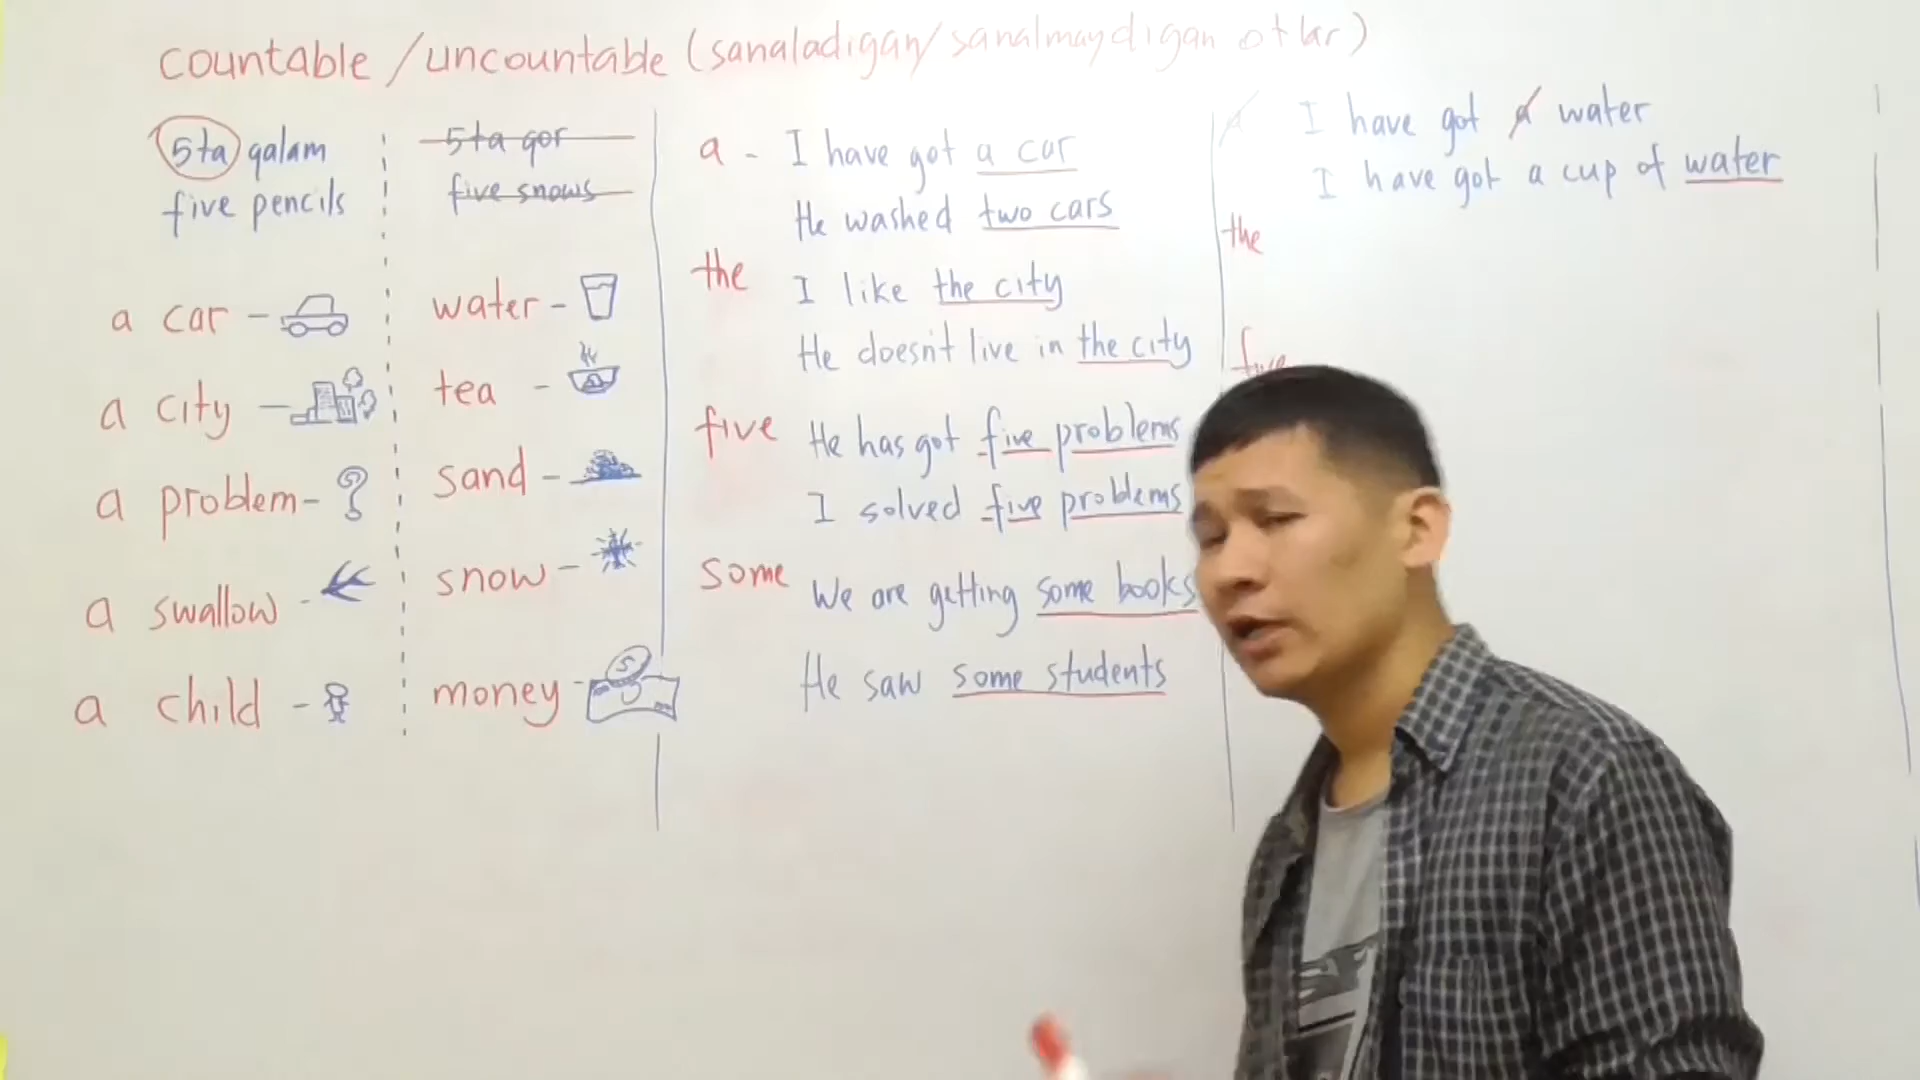 countable / uncountable (sanaladigan/sanalmaydigan otlar)
5ta qalam
five pencils
5ta qor
five snows
a car -
a city -
a problem - ?
a swallow -
a child -
water -
tea -
sand -
snow -
money -
a - I have got a car
He washed two cars
the I like the city
He doesn't live in the city
five He has got five problems
I solved five problems
some We are getting some books
He saw some students
I have got a water
I have got a cup of water
the
five